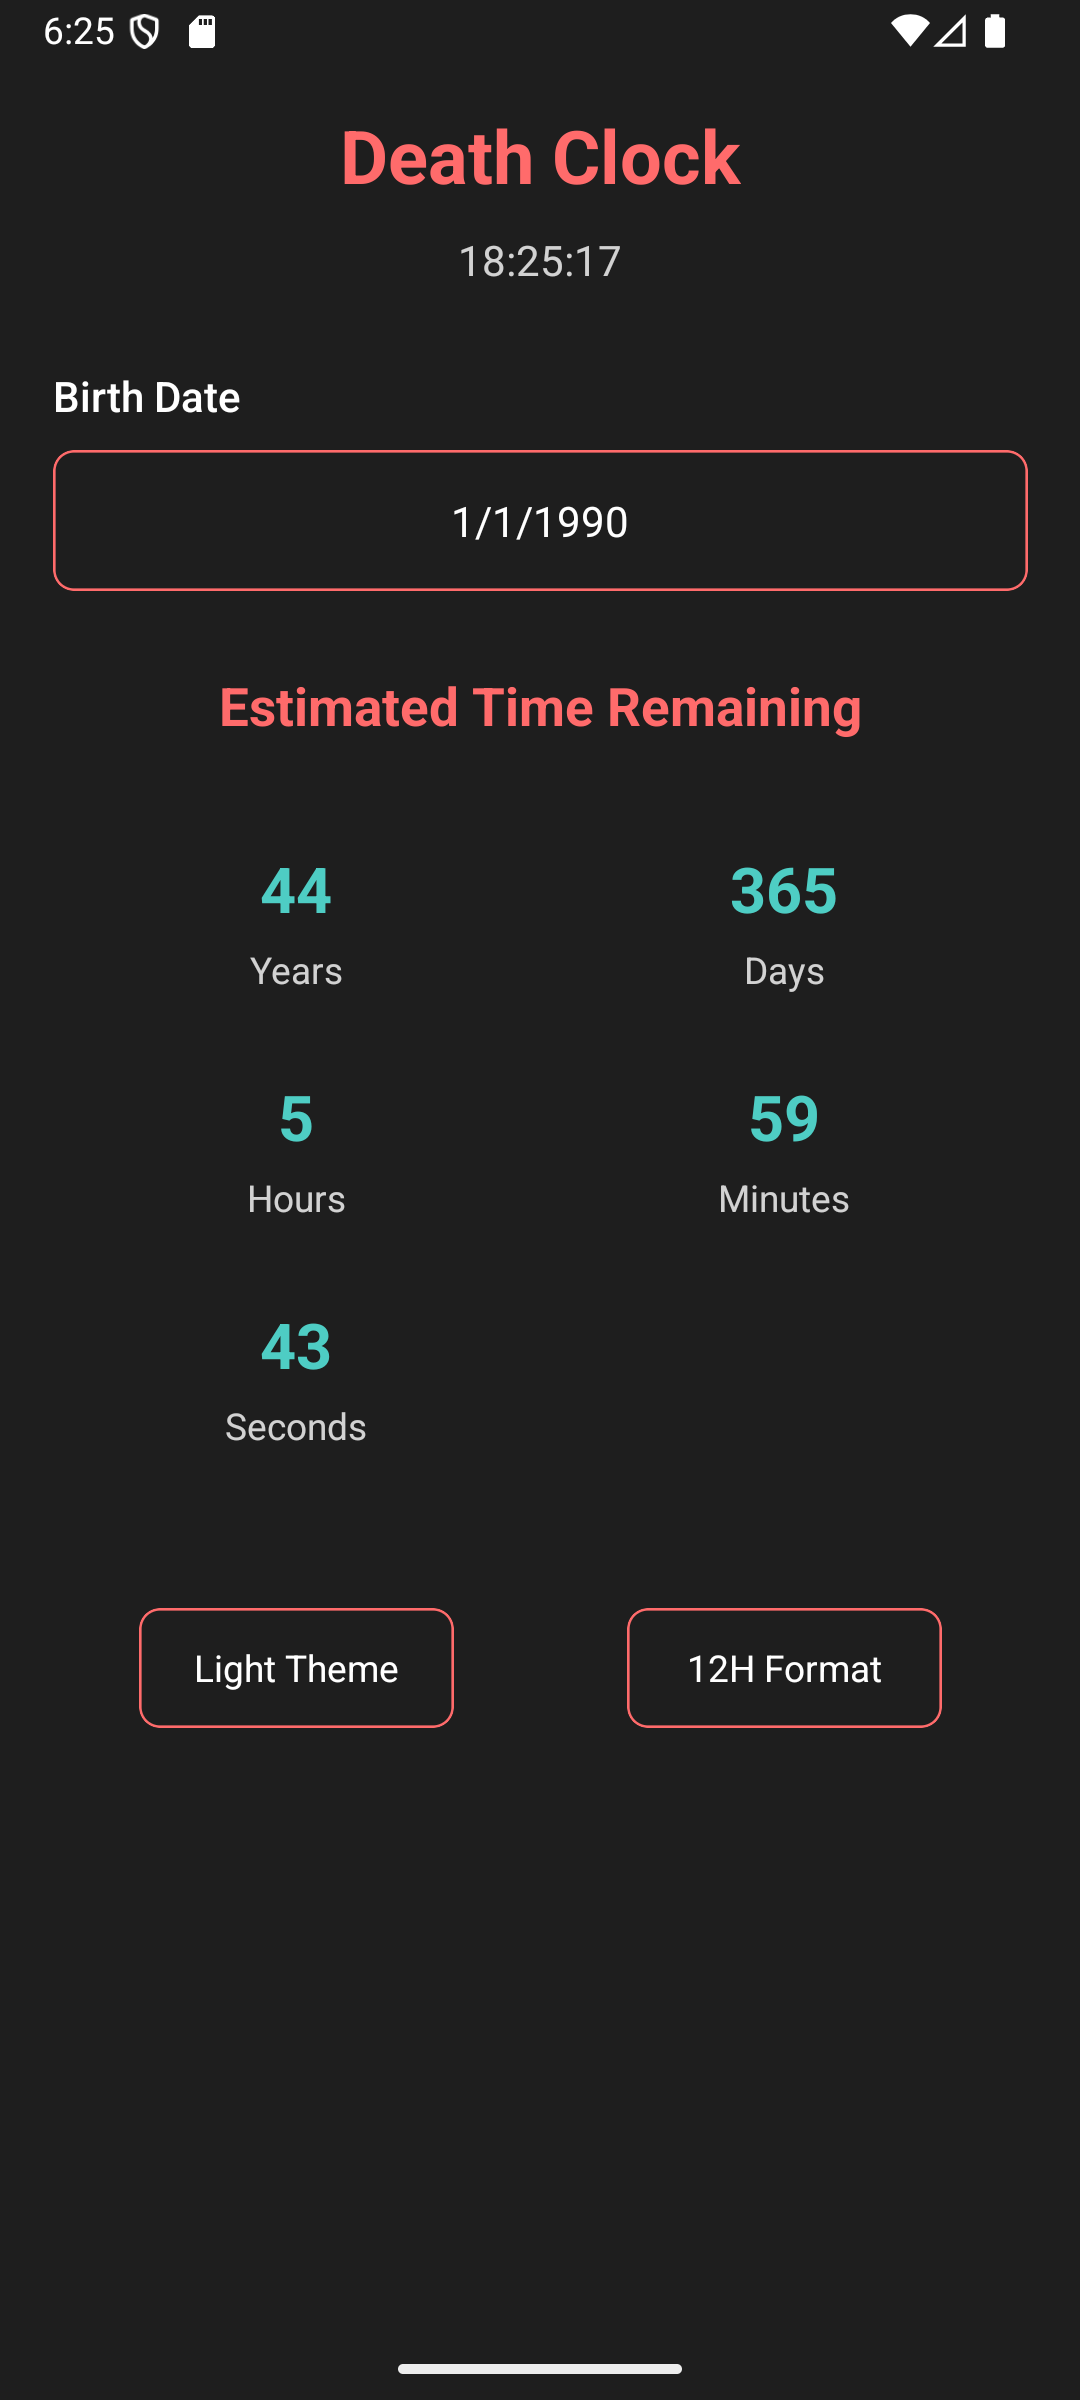 6:25
Death Clock
18:25:17
Birth Date
1/1/1990
Estimated Time Remaining
44
Years
365
Days
5
Hours
59
Minutes
43
Seconds
Light Theme
12H Format